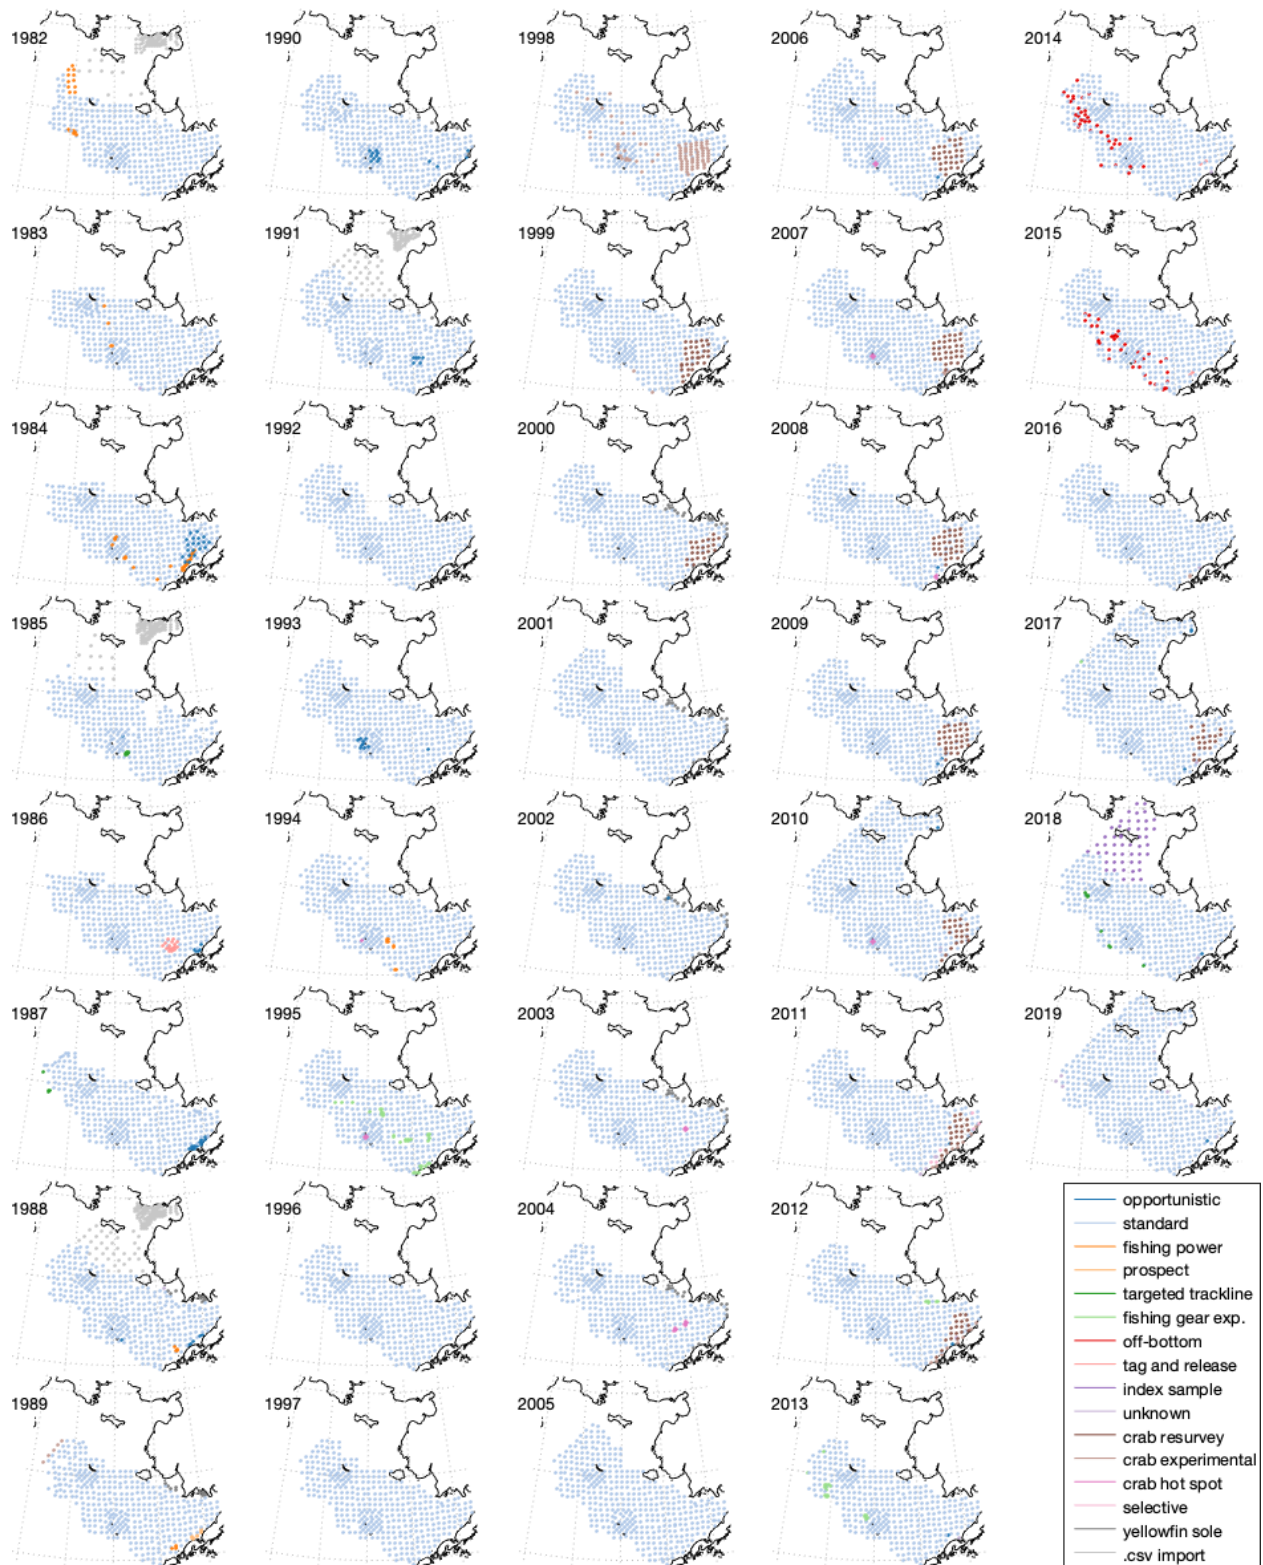 1982
1983
1984
1985
1986
1987
1988
1989
1990
1991
1992
1993
1994
1995
1996
1997
1998
1999
2000
2001
2002
2003
2004
2005
2006
2007
2008
2009
2010
2011
2012
2013
2014
2015
2016
2017
2018
2019
opportunistic
standard
fishing power
prospect
targeted trackline
fishing gear exp.
off-bottom
tag and release
index sample
unknown
crab resurvey
crab experimental
crab hot spot
selective
yellowfin sole
.csv import